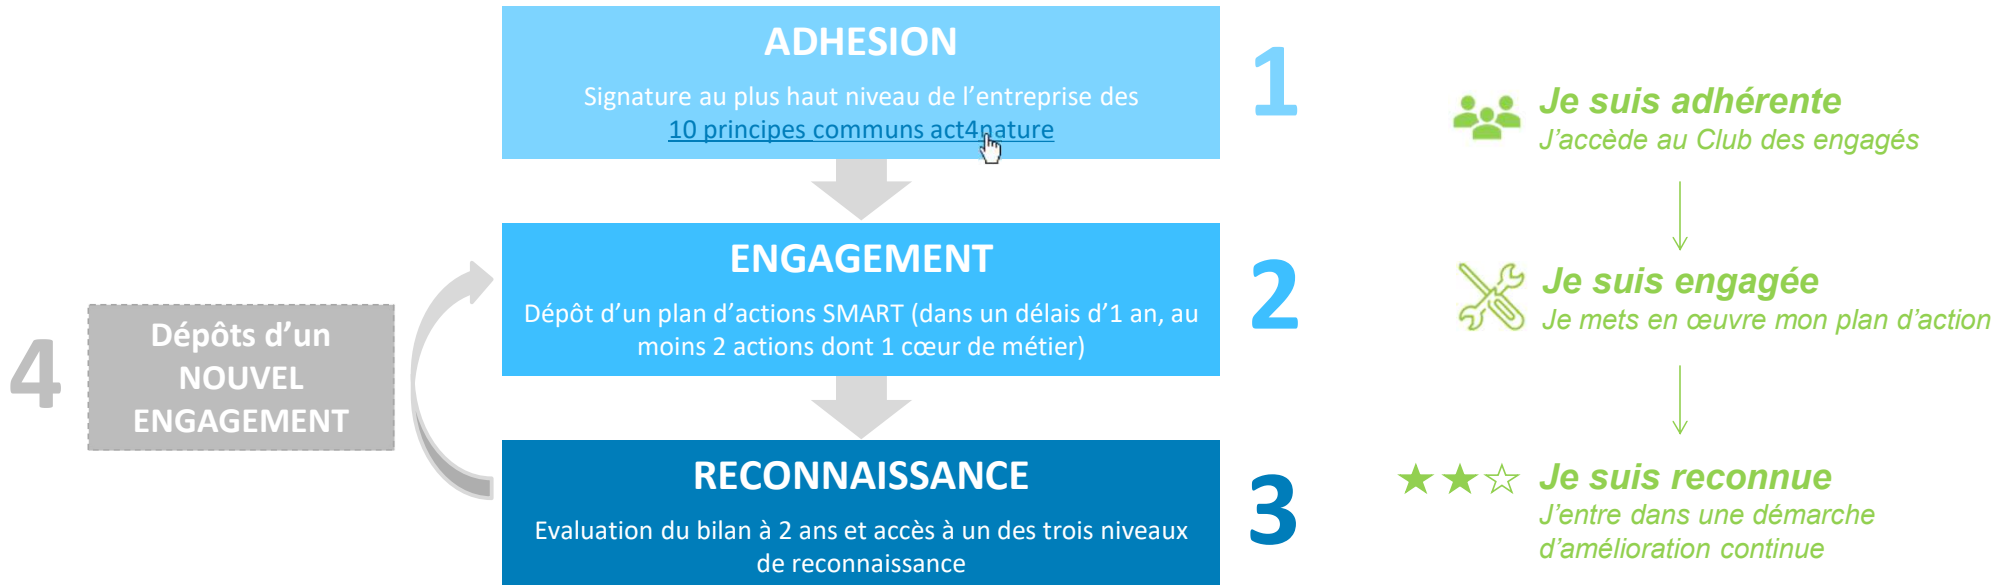 ADHESION
Signature au plus haut niveau de l’entreprise des
10 principes communs act4nature
1
Je suis adhérente
J’accède au Club des engagés
ENGAGEMENT
Dépôt d’un plan d’actions SMART (dans un délais d’1 an, au
moins 2 actions dont 1 cœur de métier)
2
Je suis engagée
Je mets en œuvre mon plan d’action
4
Dépôts d’un
NOUVEL
ENGAGEMENT
RECONNAISSANCE
Evaluation du bilan à 2 ans et accès à un des trois niveaux
de reconnaissance
3
Je suis reconnue
J’entre dans une démarche
d’amélioration continue